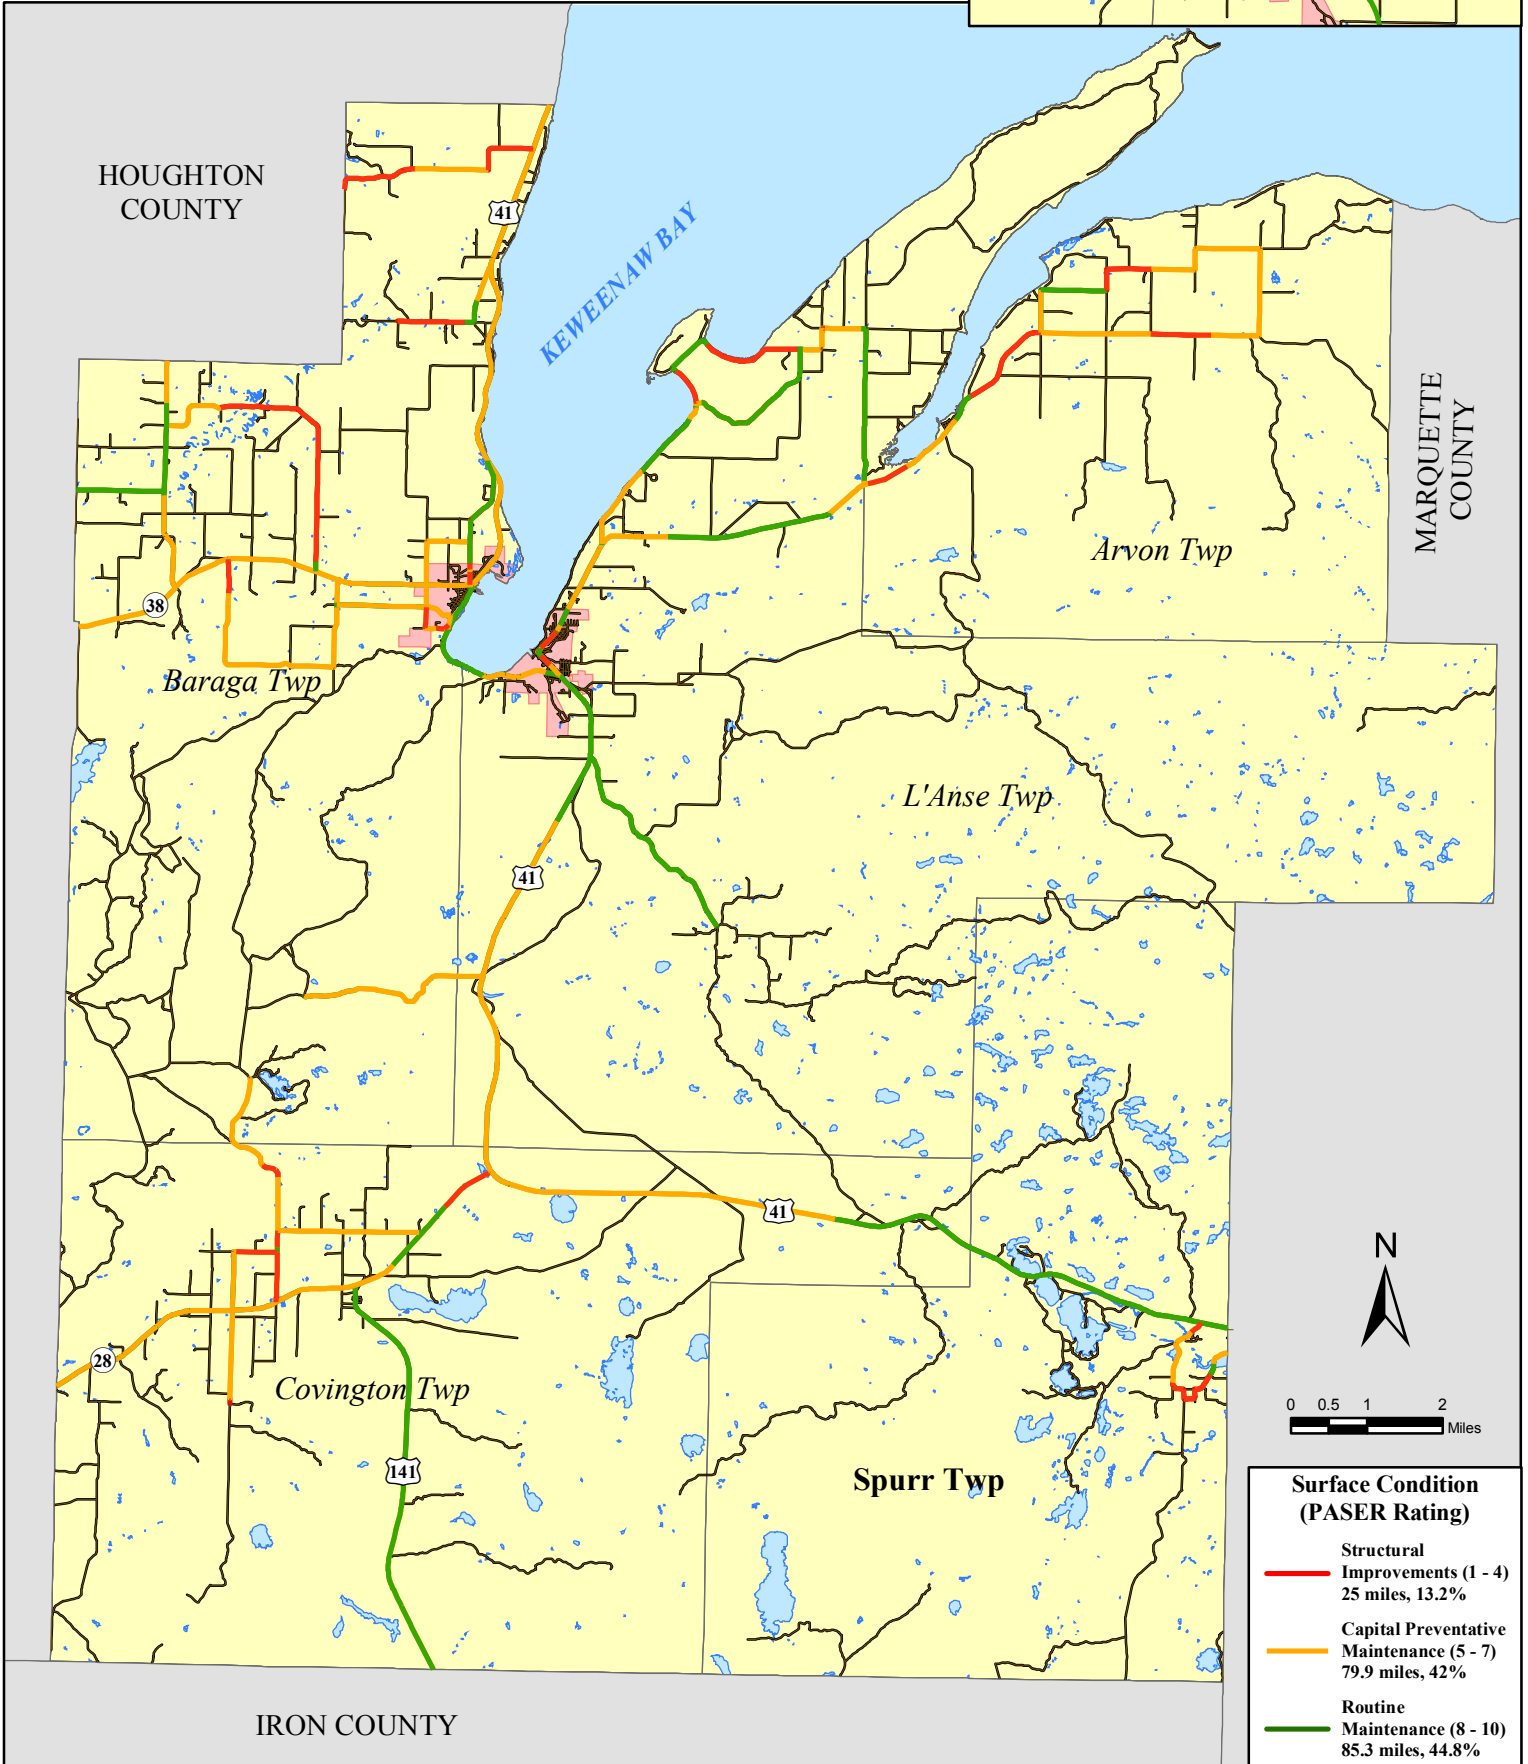 HOUGHTON
COUNTY
41
KEWEENAW BAY
MARQUETTE
COUNTY
Arvon Twp
38
Baraga Twp
L'Anse Twp
41
41
N
28
Covington Twp
0 0.5 1 2
Miles
141
Spurr Twp
Surface Condition
(PASER Rating)
Structural
Improvements (1 - 4)
25 miles, 13.2%
Capital Preventative
Maintenance (5 - 7)
79.9 miles, 42%
Routine
Maintenance (8 - 10)
85.3 miles, 44.8%
IRON COUNTY